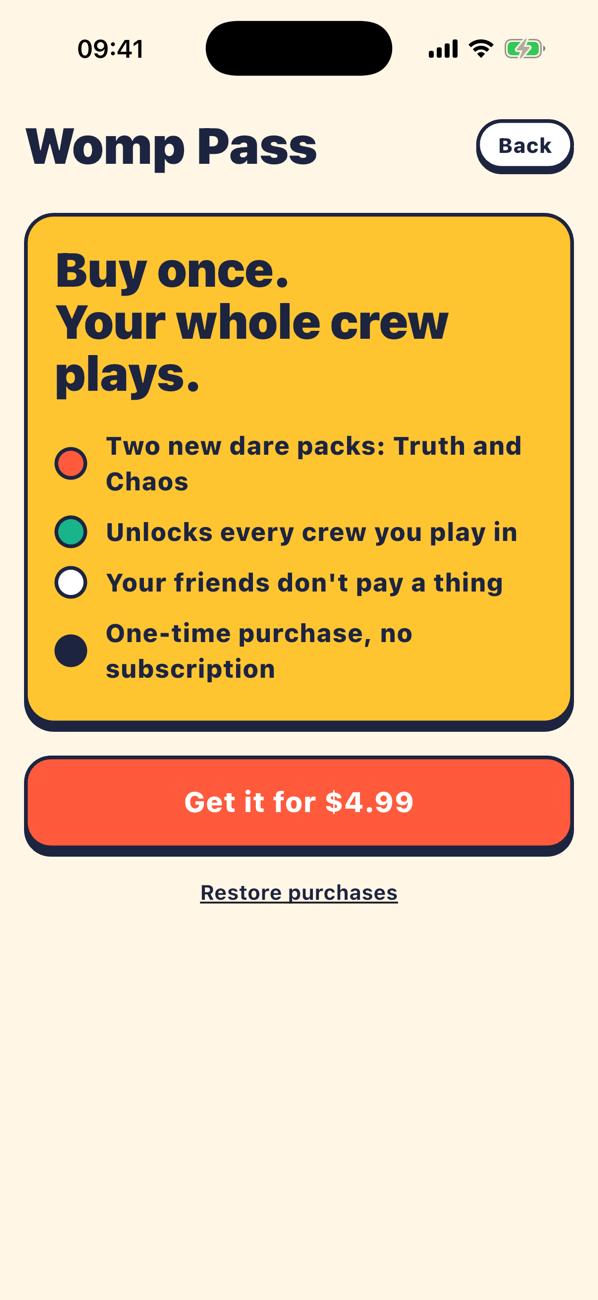 09:41
Womp Pass
Back
Buy once.
Your whole crew
plays.
Two new dare packs: Truth and
Chaos
Unlocks every crew you play in
Your friends don't pay a thing
One-time purchase, no
subscription
Get it for $4.99
Restore purchases